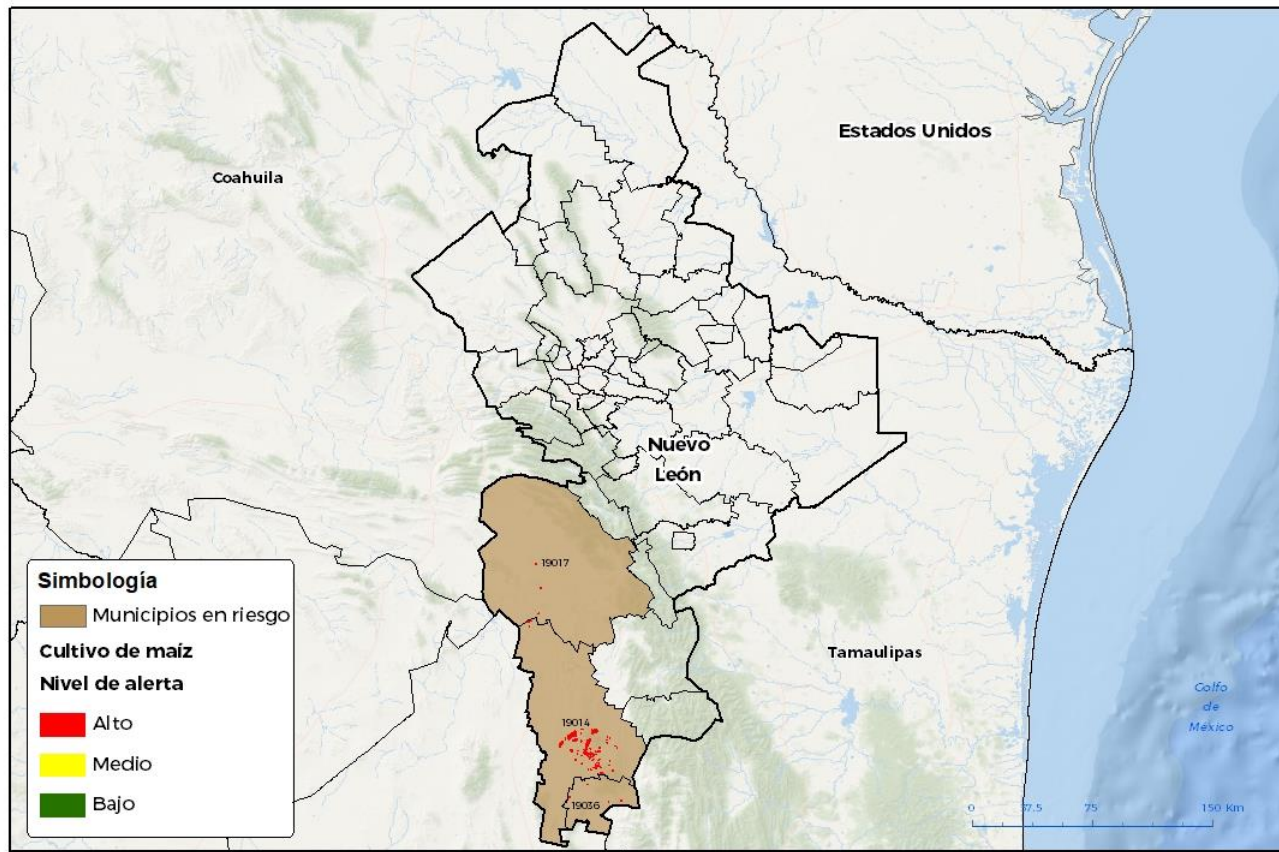 Estados Unidos
Coahuila
Nuevo
León
19017
Simbología
Municipios en riesgo
Cultivo de maíz
Nivel de alerta
Alto
Medio
Bajo
Tamaulipas
Golfo
de
México
19014
19036
0 37.5 75 150 Km